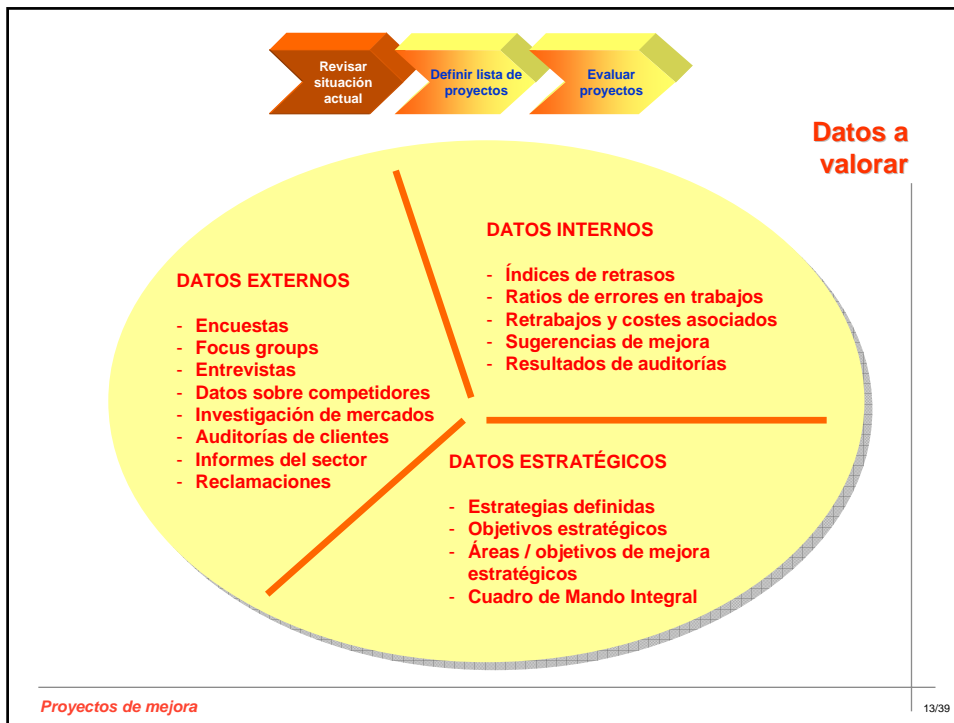 Revisar
situación
actual
Definir lista de
proyectos
Evaluar
proyectos
Datos a
valorar
DATOS EXTERNOS
- Encuestas
- Focus groups
- Entrevistas
- Datos sobre competidores
- Investigación de mercados
- Auditorías de clientes
- Informes del sector
- Reclamaciones
DATOS INTERNOS
- Índices de retrasos
- Ratios de errores en trabajos
- Retrabajos y costes asociados
- Sugerencias de mejora
- Resultados de auditorías
DATOS ESTRATÉGICOS
- Estrategias definidas
- Objetivos estratégicos
- Áreas / objetivos de mejora
estratégicos
- Cuadro de Mando Integral
Proyectos de mejora
13/39